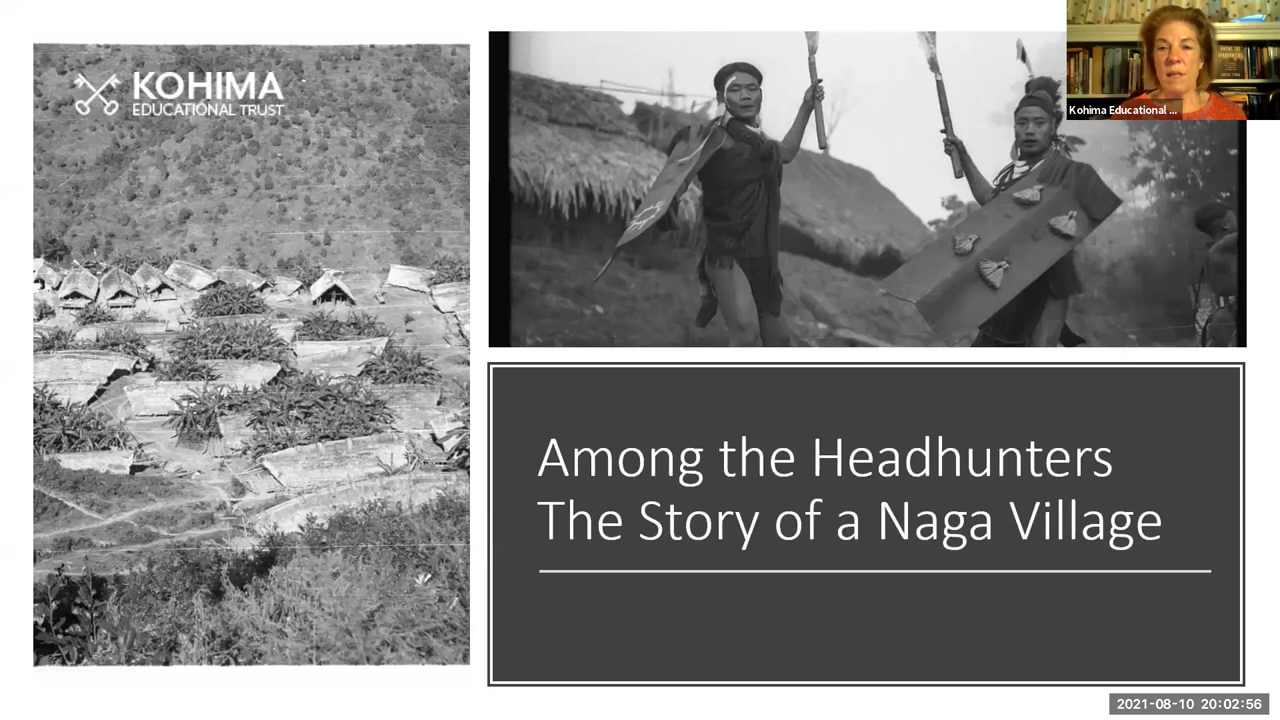 KOHIMA
EDUCATIONAL TRUST
Kohima Educational ...
Among the Headhunters
The Story of a Naga Village
2021-08-10 20:02:56